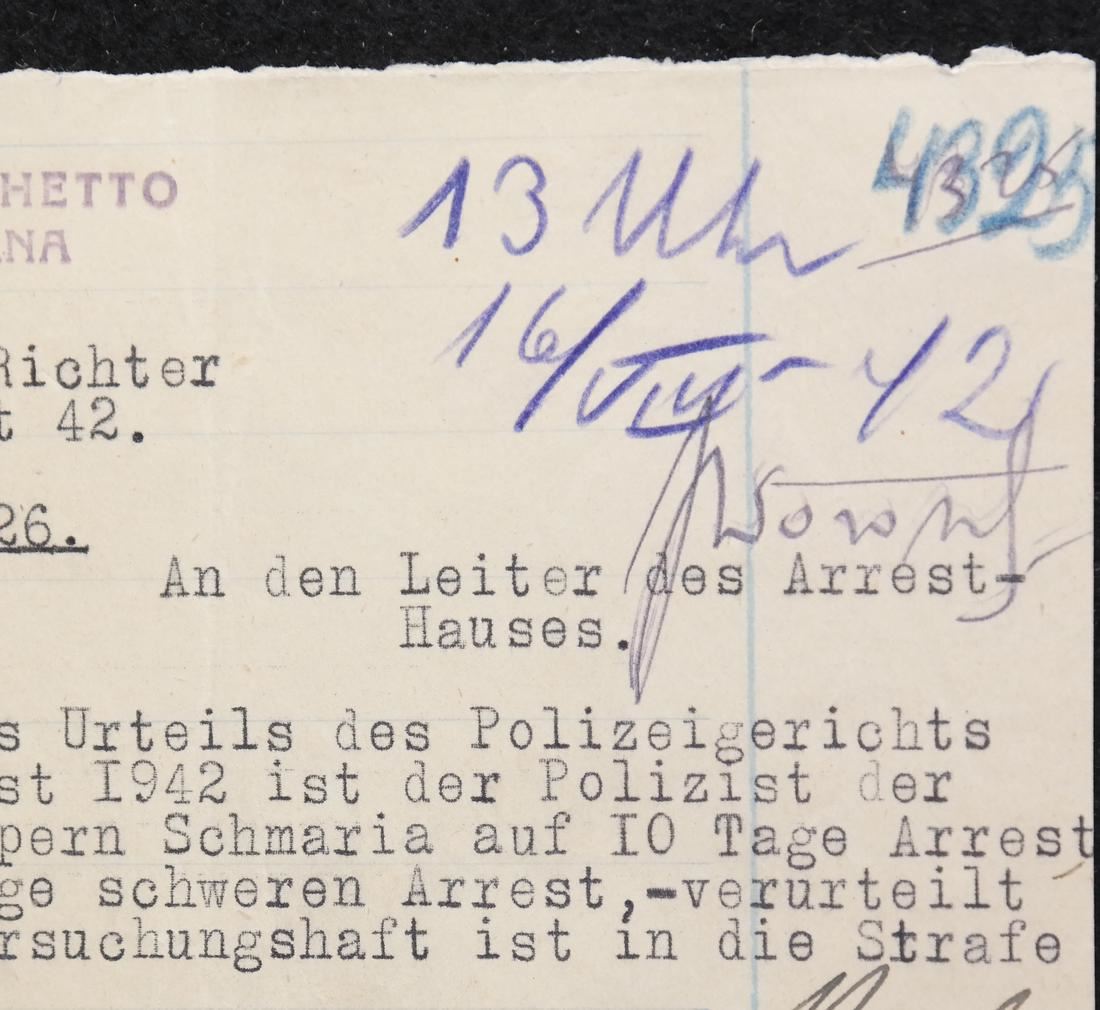 4325
HETTO
13 Uhr
NA
16/VIII - 42
Richter
t 42.
26.
An den Leiter des Arrest-
Hauses.
s Urteils des Polizeigerichts
st 1942 ist der Polizist der
pern Schmaria auf 10 Tage Arrest
ge schweren Arrest,-verurteilt
rsuchungshaft ist in die Strafe